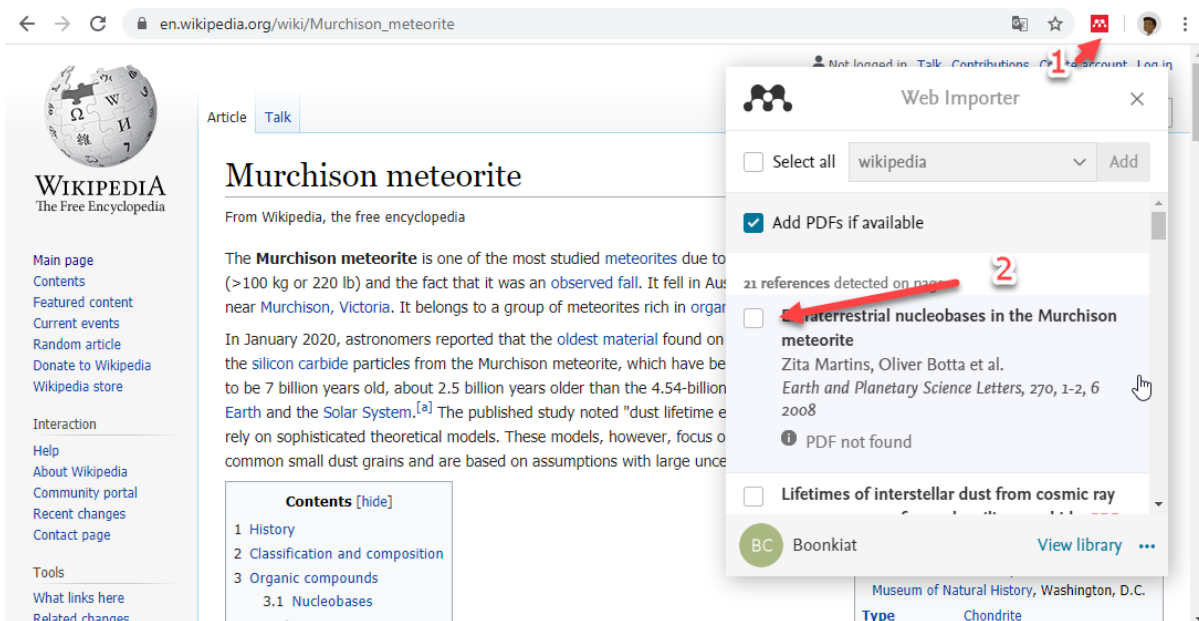 en.wikipedia.org/wiki/Murchison_meteorite
1
Not logged in Talk Contributions account Log in
WIKIPEDIA
The Free Encyclopedia
Main page
Contents
Featured content
Current events
Random article
Donate to Wikipedia
Wikipedia store
Interaction
Help
About Wikipedia
Community portal
Recent changes
Contact page
Tools
What links here
Related changes
Article Talk
Murchison meteorite
From Wikipedia, the free encyclopedia
The Murchison meteorite is one of the most studied meteorites due to
(>100 kg or 220 lb) and the fact that it was an observed fall. It fell in Aus
near Murchison, Victoria. It belongs to a group of meteorites rich in organ
In January 2020, astronomers reported that the oldest material found on
the silicon carbide particles from the Murchison meteorite, which have be
to be 7 billion years old, about 2.5 billion years older than the 4.54-billion
Earth and the Solar System.[a] The published study noted "dust lifetime e
rely on sophisticated theoretical models. These models, however, focus o
common small dust grains and are based on assumptions with large unce
Contents [hide]
1 History
2 Classification and composition
3 Organic compounds
3.1 Nucleobases
Web Importer
Select all wikipedia Add
Add PDFs if available
2
21 references detected on page
nucleobases in the Murchison
meteorite
Zita Martins, Oliver Botta et al.
Earth and Planetary Science Letters, 270, 1-2, 6
2008
PDF not found
Lifetimes of interstellar dust from cosmic ray
BC Boonkiat View library
Museum of Natural History, Washington, D.C.
Type Chondrite